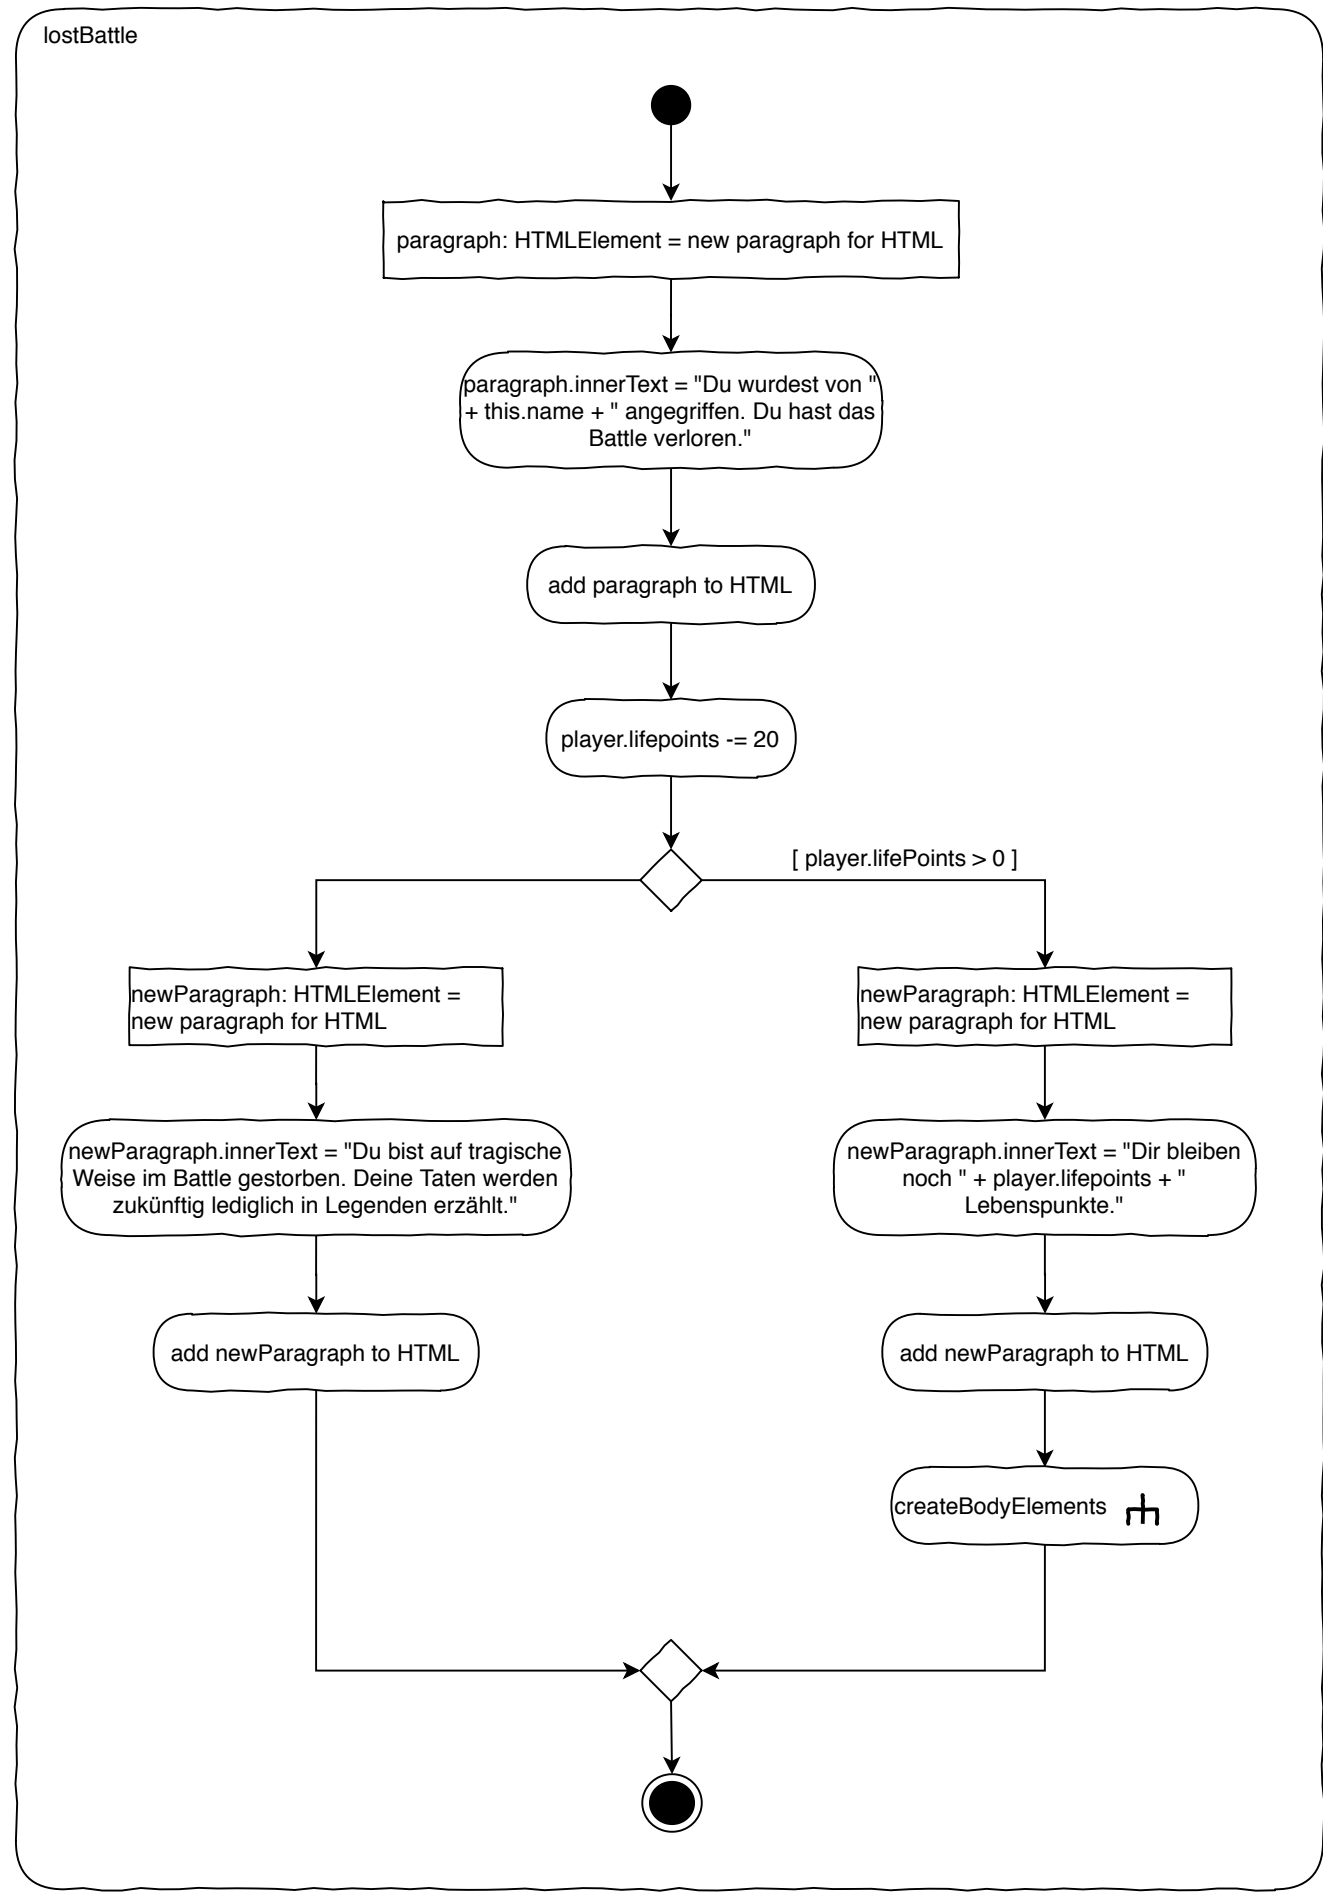 lostBattle
paragraph: HTMLElement = new paragraph for HTML
paragraph.innerText = "Du wurdest von "
+ this.name + " angegriffen. Du hast das
Battle verloren."
add paragraph to HTML
player.lifepoints -= 20
[ player.lifePoints > 0 ]
newParagraph: HTMLElement =
new paragraph for HTML
newParagraph.innerText = "Du bist auf tragische
Weise im Battle gestorben. Deine Taten werden
zukünftig lediglich in Legenden erzählt."
add newParagraph to HTML
newParagraph: HTMLElement =
new paragraph for HTML
newParagraph.innerText = "Dir bleiben
noch " + player.lifepoints + "
Lebenspunkte."
add newParagraph to HTML
createBodyElements